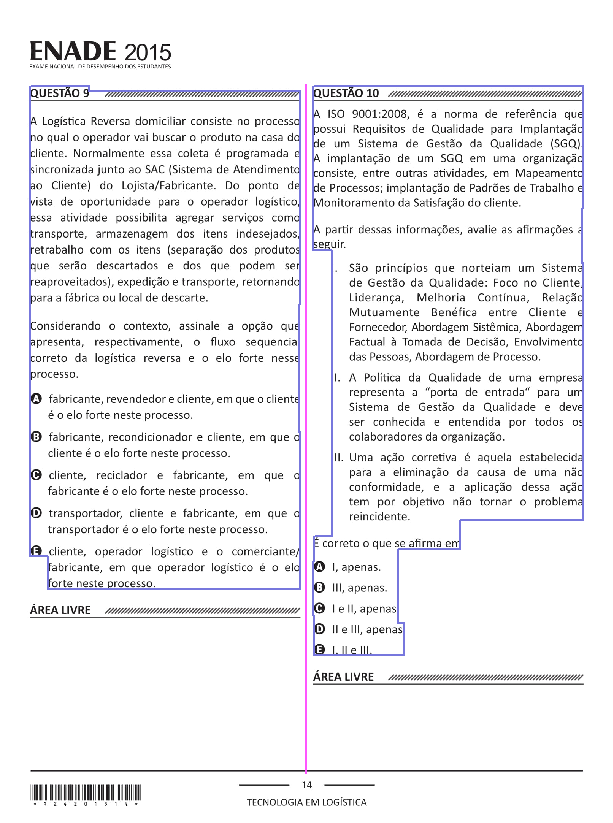 ENADE 2015
EXAME NACIONAL DE DESEMPENHO DOS ESTUDANTES
QUESTÃO 9
A Logística Reversa domiciliar consiste no processo
no qual o operador vai buscar o produto na casa do
cliente. Normalmente essa coleta é programada e
sincronizada junto ao SAC (Sistema de Atendimento
ao Cliente) do Lojista/Fabricante. Do ponto de
vista de oportunidade para o operador logístico,
essa atividade possibilita agregar serviços como
transporte, armazenagem dos itens indesejados,
retrabalho com os itens (separação dos produtos
que serão descartados e dos que podem ser
reaproveitados), expedição e transporte, retornando
para a fábrica ou local de descarte.
Considerando o contexto, assinale a opção que
apresenta, respectivamente, o fluxo sequencial
correto da logística reversa e o elo forte nesse
processo.
A fabricante, revendedor e cliente, em que o cliente
é o elo forte neste processo.
B fabricante, recondicionador e cliente, em que o
cliente é o elo forte neste processo.
C cliente, reciclador e fabricante, em que o
fabricante é o elo forte neste processo.
D transportador, cliente e fabricante, em que o
transportador é o elo forte neste processo.
E cliente, operador logístico e o comerciante/
fabricante, em que operador logístico é o elo
forte neste processo.
ÁREA LIVRE
QUESTÃO 10
A ISO 9001:2008, é a norma de referência que
possui Requisitos de Qualidade para Implantação
de um Sistema de Gestão da Qualidade (SGQ).
A implantação de um SGQ em uma organização
consiste, entre outras atividades, em Mapeamento
de Processos; implantação de Padrões de Trabalho e
Monitoramento da Satisfação do cliente.
A partir dessas informações, avalie as afirmações a
seguir.
I. São princípios que norteiam um Sistema
de Gestão da Qualidade: Foco no Cliente,
Liderança, Melhoria Contínua, Relação
Mutuamente Benéfica entre Cliente e
Fornecedor, Abordagem Sistêmica, Abordagem
Factual à Tomada de Decisão, Envolvimento
das Pessoas, Abordagem de Processo.
II. A Política da Qualidade de uma empresa
representa a “porta de entrada“ para um
Sistema de Gestão da Qualidade e deve
ser conhecida e entendida por todos os
colaboradores da organização.
III. Uma ação corretiva é aquela estabelecida
para a eliminação da causa de uma não
conformidade, e a aplicação dessa ação
tem por objetivo não tornar o problema
reincidente.
É correto o que se afirma em
A I, apenas.
B III, apenas.
C I e II, apenas.
D II e III, apenas.
E I, II e III.
ÁREA LIVRE
14
TECNOLOGIA EM LOGÍSTICA